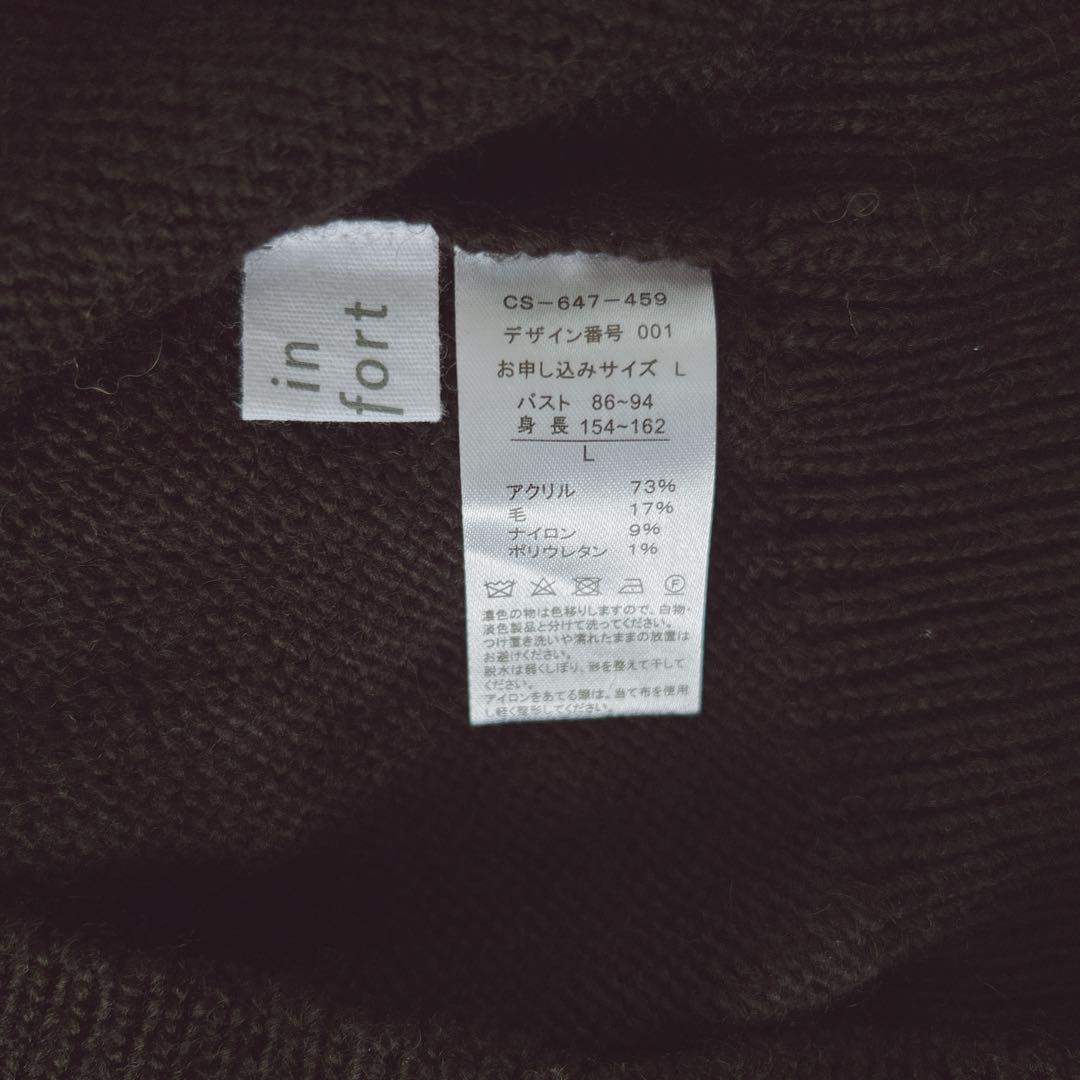 in
fort
CS-647-459
デザイン番号 001
お申し込みサイズ L
バスト 86~94
身長 154~162
L
アクリル 73%
毛 17%
ナイロン 9%
ポリウレタン 1%
F
濃色の物は色移りしますので、白物・
淡色製品と分けて洗ってください。
つけ置き洗いや濡れたままの放置は
お避けください。
脱水は弱くしぼり、形を整えて干して
ください。
アイロンをあてる際は、当て布を使用
し軽く整形してください。